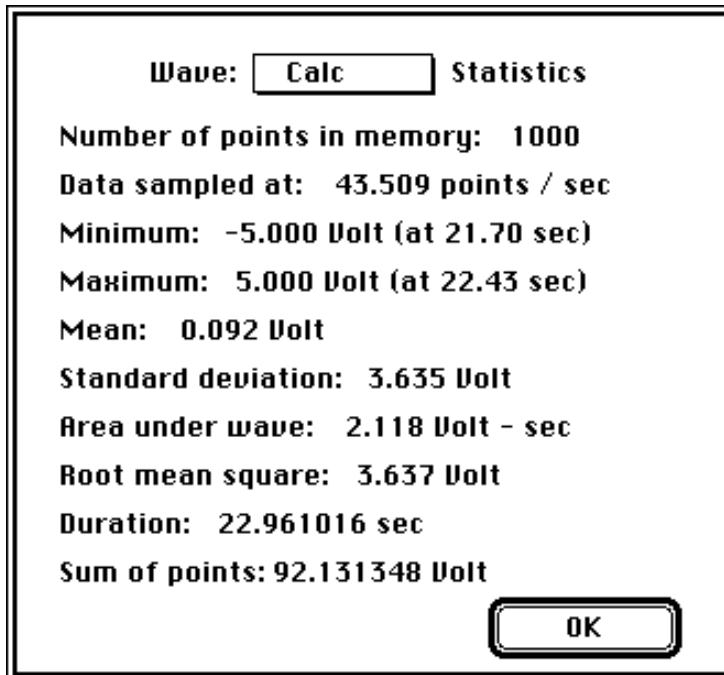 Wave: Calc Statistics
Number of points in memory: 1000
Data sampled at: 43.509 points / sec
Minimum: -5.000 Volt (at 21.70 sec)
Maximum: 5.000 Volt (at 22.43 sec)
Mean: 0.092 Volt
Standard deviation: 3.635 Volt
Area under wave: 2.118 Volt - sec
Root mean square: 3.637 Volt
Duration: 22.961016 sec
Sum of points: 92.131348 Volt
OK